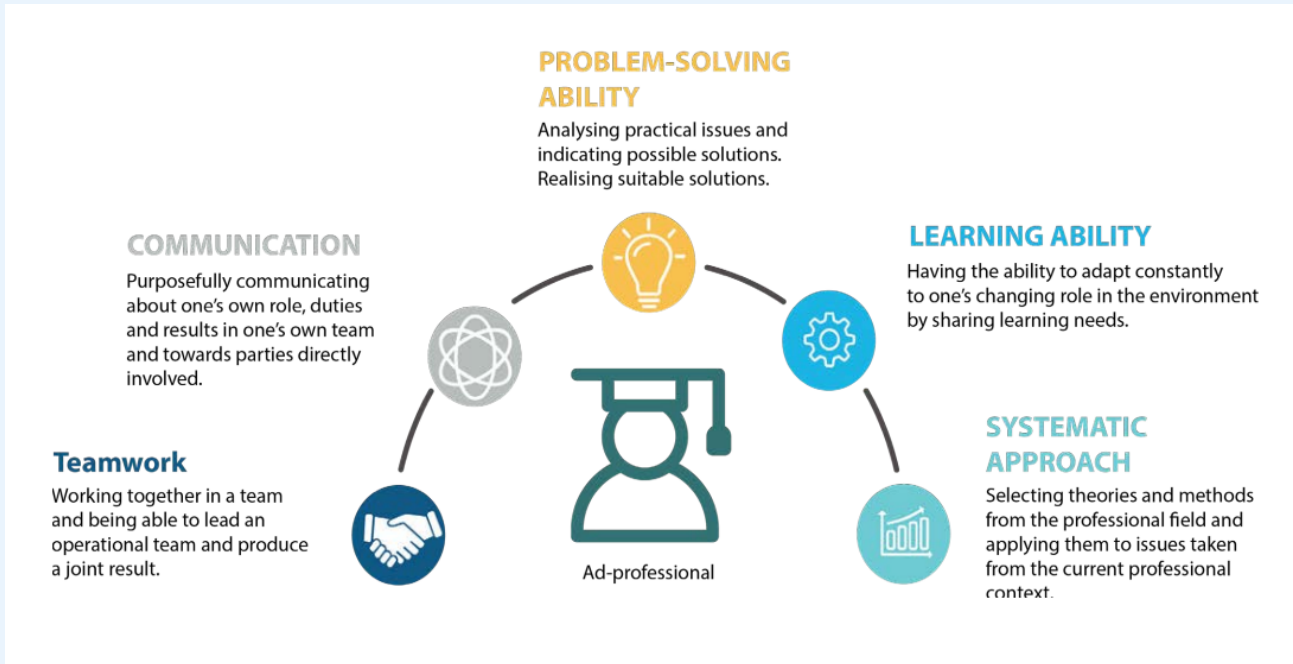 PROBLEM-SOLVING
ABILITY
Analysing practical issues and
indicating possible solutions.
Realising suitable solutions.
COMMUNICATION
Purposefully communicating
about one's own role, duties
and results in one's own team
and towards parties directly
involved.
LEARNING ABILITY
Having the ability to adapt constantly
to one's changing role in the environment
by sharing learning needs.
Teamwork
Working together in a team
and being able to lead an
operational team and produce
a joint result.
SYSTEMATIC
APPROACH
Selecting theories and methods
from the professional field and
applying them to issues taken
from the current professional
context.
Ad-professional